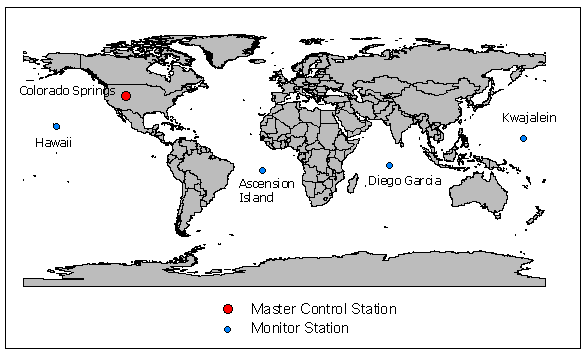 Colorado Springs
Hawaii
Kwajalein
Ascension
Island
Diego Garcia
Master Control Station
Monitor Station